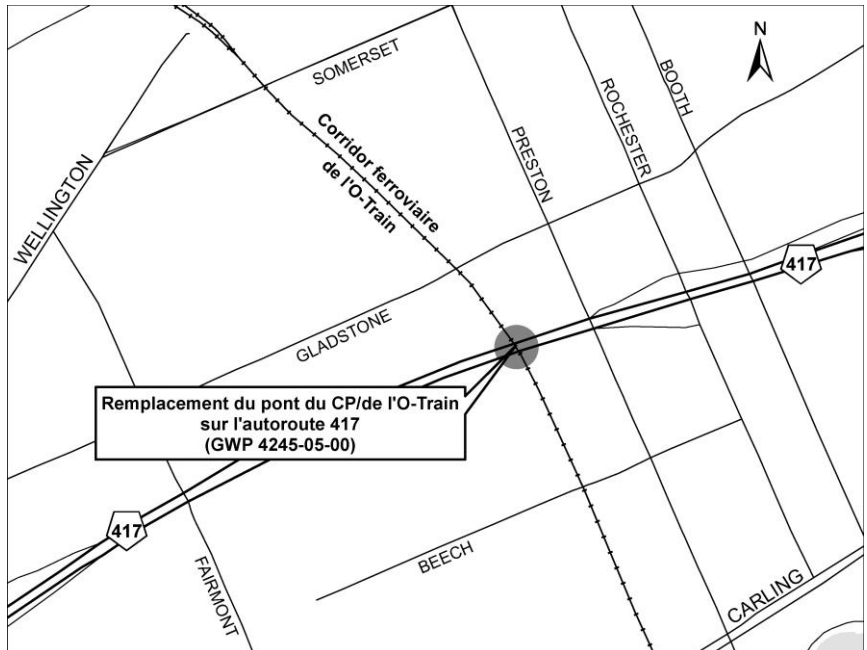 N
SOMERSET
BOOTH
ROCHESTER
PRESTON
Corridor ferroviaire
de l'O-Train
WELLINGTON
417
GLADSTONE
Remplacement du pont du CP/de l'O-Train
sur l'autoroute 417
(GWP 4245-05-00)
417
BEECH
FAIRMONT
CARLING